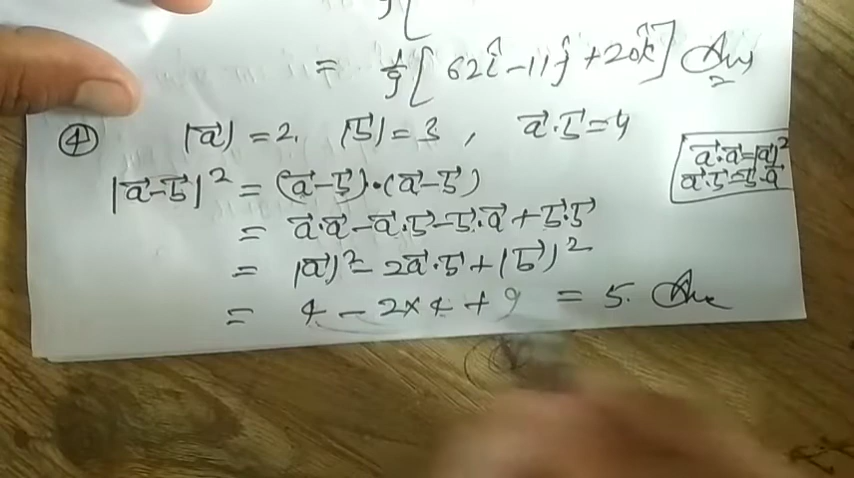 = 1/9 [ 62î - 11ĵ + 20k̂ ] Ans
④ |a⃗| = 2, |b⃗| = 3, a⃗·b⃗ = 4
a⃗·a⃗ = |a⃗|²
a⃗·b⃗ = b⃗·a⃗
|a⃗-b⃗|² = (a⃗-b⃗)·(a⃗-b⃗)
= a⃗·a⃗ - a⃗·b⃗ - b⃗·a⃗ + b⃗·b⃗
= |a⃗|² - 2a⃗·b⃗ + |b⃗|²
= 4 - 2×4 + 9 = 5. Ans